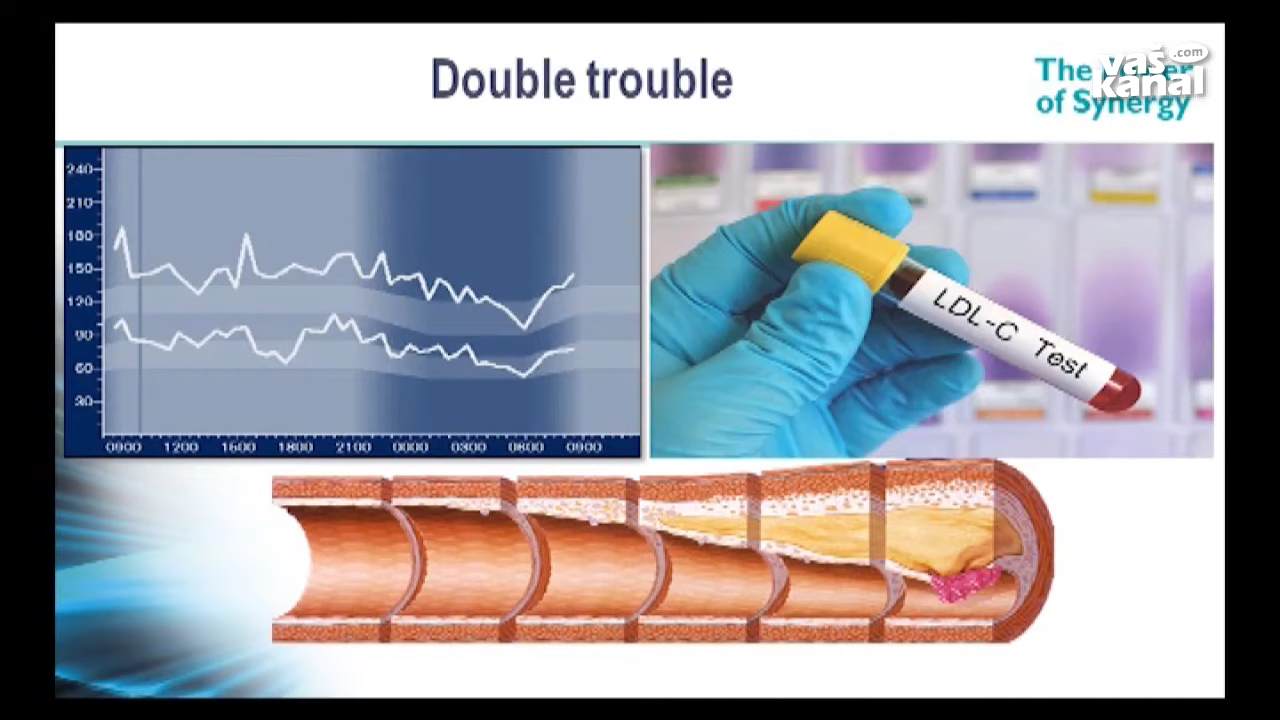 Double trouble
The
of Synergy
vaš .com
kanal
240
210
180
150
120
90
60
30
0900 1200 1500 1800 2100 0000 0300 0600 0900
LDL-C Test